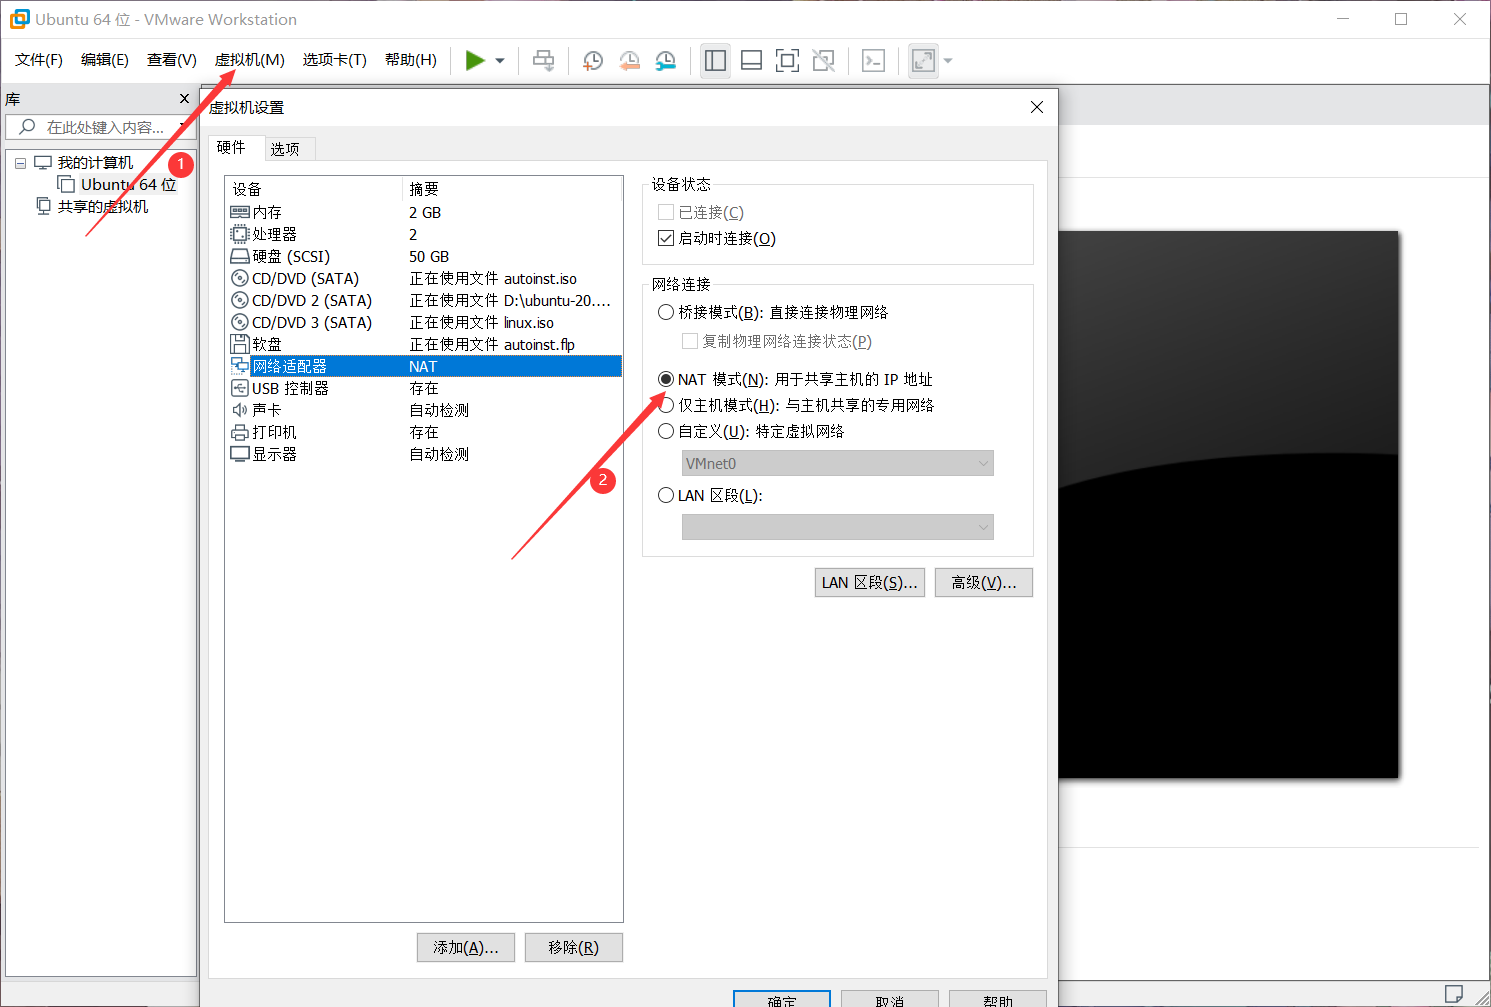 Ubuntu 64 位 - VMware Workstation
文件(F) 编辑(E) 查看(V) 虚拟机(M) 选项卡(T) 帮助(H)
库
在此处键入内容...
我的计算机
Ubuntu 64 位
共享的虚拟机
1
虚拟机设置
硬件 选项
设备 摘要
内存 2 GB
处理器 2
硬盘 (SCSI) 50 GB
CD/DVD (SATA) 正在使用文件 autoinst.iso
CD/DVD 2 (SATA) 正在使用文件 D:\ubuntu-20....
CD/DVD 3 (SATA) 正在使用文件 linux.iso
软盘 正在使用文件 autoinst.flp
网络适配器 NAT
USB 控制器 存在
声卡 自动检测
打印机 存在
显示器 自动检测
添加(A)... 移除(R)
设备状态
已连接(C)
启动时连接(O)
网络连接
桥接模式(B): 直接连接物理网络
复制物理网络连接状态(P)
NAT 模式(N): 用于共享主机的 IP 地址
仅主机模式(H): 与主机共享的专用网络
自定义(U): 特定虚拟网络
VMnet0
2
LAN 区段(L):
LAN 区段(S)... 高级(V)...
确定 取消 帮助